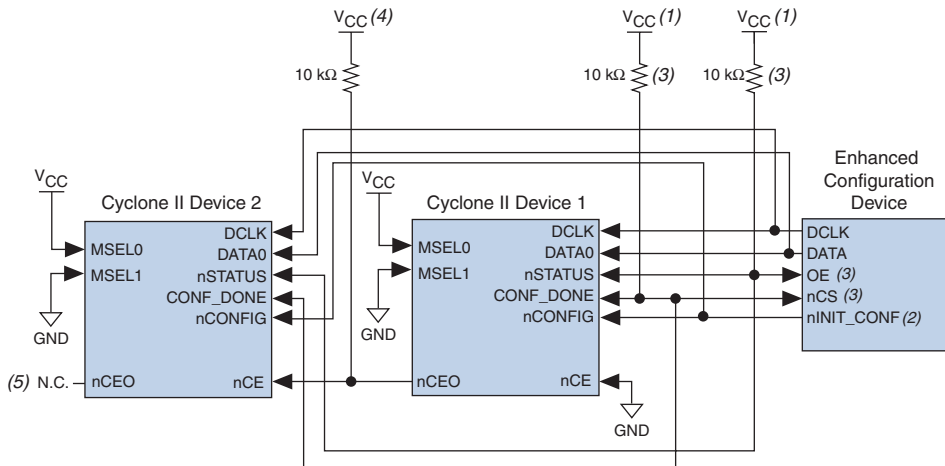 VCC (4)
VCC (1)
VCC (1)
10 kΩ
10 kΩ (3)
10 kΩ (3)
Enhanced
Configuration
Device
VCC
Cyclone II Device 2
VCC
Cyclone II Device 1
MSEL0
MSEL1
DCLK
DATA0
nSTATUS
CONF_DONE
nCONFIG
GND
(5) N.C.
nCEO
nCE
MSEL0
MSEL1
DCLK
DATA0
nSTATUS
CONF_DONE
nCONFIG
GND
nCEO
nCE
GND
DCLK
DATA
OE (3)
nCS (3)
nINIT_CONF (2)